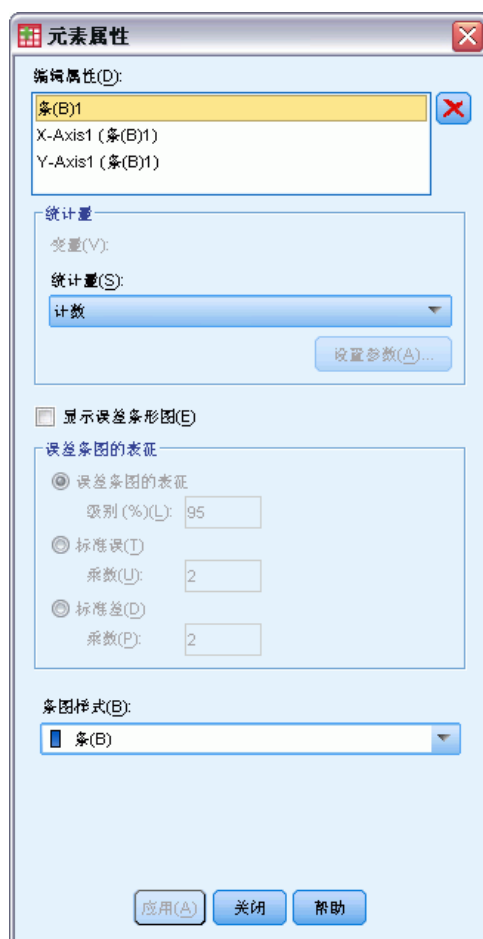 元素属性
编辑属性(D):
条(B)1
X-Axis1 (条(B)1)
Y-Axis1 (条(B)1)
统计量
变量(V):
统计量(S):
计数
设置参数(A)...
显示误差条形图(E)
误差条图的表征
误差条图的表征
级别 (%)(L): 95
标准误(T)
乘数(U): 2
标准差(D)
乘数(P): 2
条图样式(B):
条(B)
应用(A) 关闭 帮助